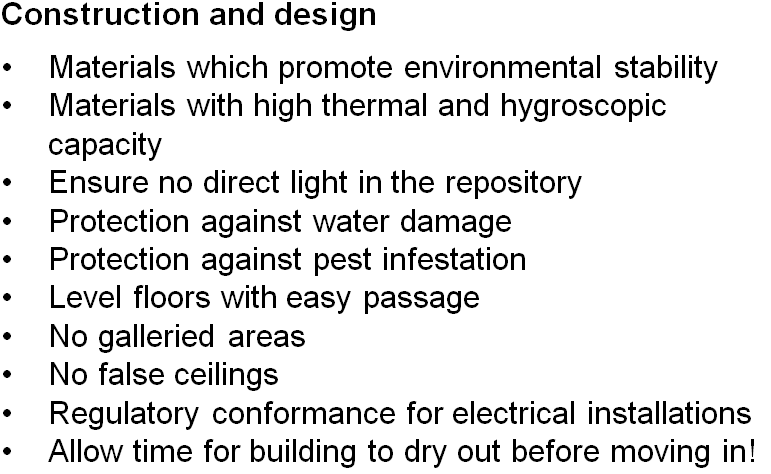 Construction and design
• Materials which promote environmental stability
• Materials with high thermal and hygroscopic
capacity
• Ensure no direct light in the repository
• Protection against water damage
• Protection against pest infestation
• Level floors with easy passage
• No galleried areas
• No false ceilings
• Regulatory conformance for electrical installations
• Allow time for building to dry out before moving in!